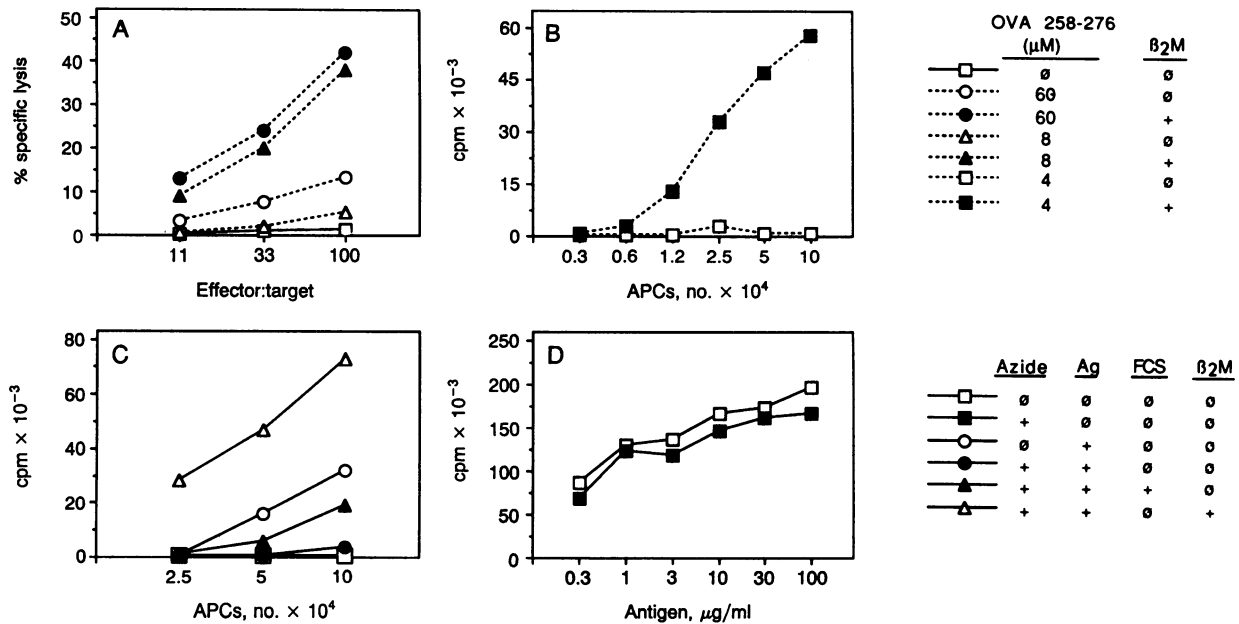 A
% specific lysis
50
40
30
20
10
0
11 33 100
Effector:target
B
cpm × 10⁻³
60
45
30
15
0
0.3 0.6 1.2 2.5 5 10
APCs, no. × 10⁴
OVA 258-276
(µM) ß₂M
ø ø
60 ø
60 +
8 ø
8 +
4 ø
4 +
C
cpm × 10⁻³
80
60
40
20
0
2.5 5 10
APCs, no. × 10⁴
D
cpm × 10⁻³
250
200
150
100
50
0
0.3 1 3 10 30 100
Antigen, µg/ml
Azide Ag FCS ß₂M
ø ø ø ø
+ ø ø ø
ø + ø ø
+ + ø ø
+ + + ø
+ + ø +